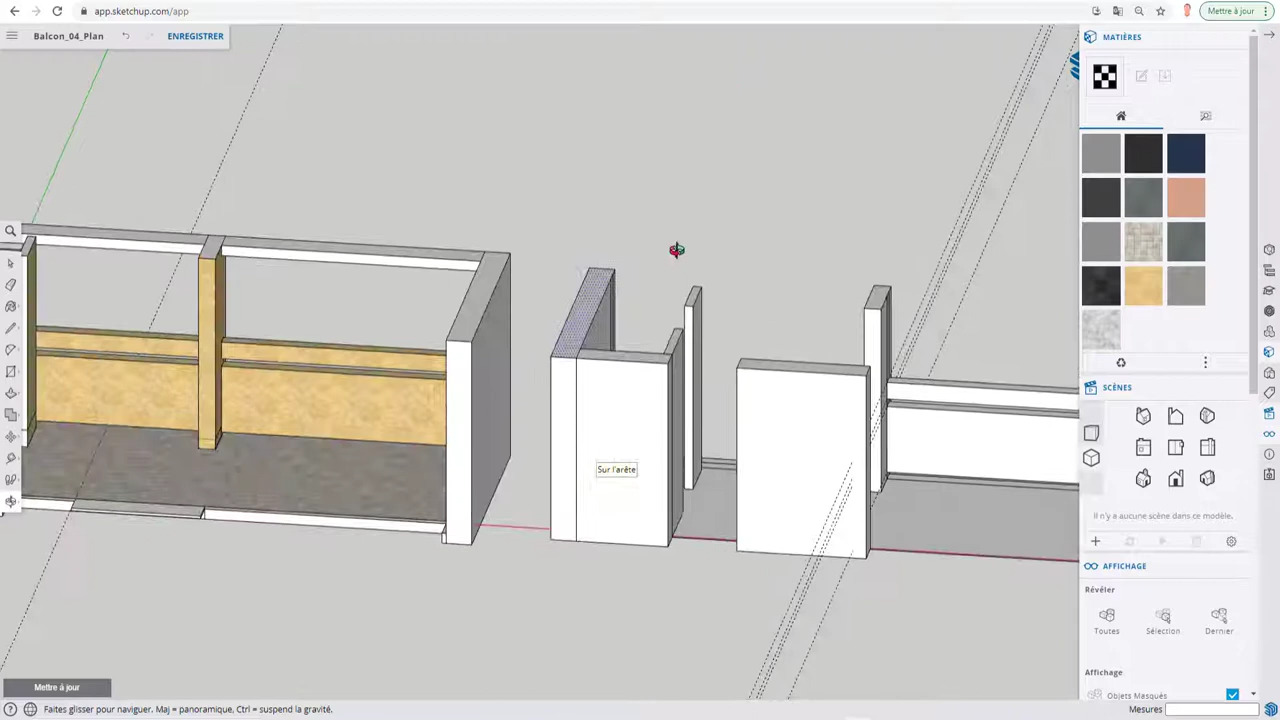 app.sketchup.com/app
Mettre à jour
Balcon_04_Plan
ENREGISTRER
MATIÈRES
Sur l'arête
SCÈNES
Il n'y a aucune scène dans ce modèle.
AFFICHAGE
Révéler
Toutes
Sélection
Dernier
Affichage
Objets Masqués
Mettre à jour
Faites glisser pour naviguer. Maj = panoramique, Ctrl = suspend la gravité.
Mesures